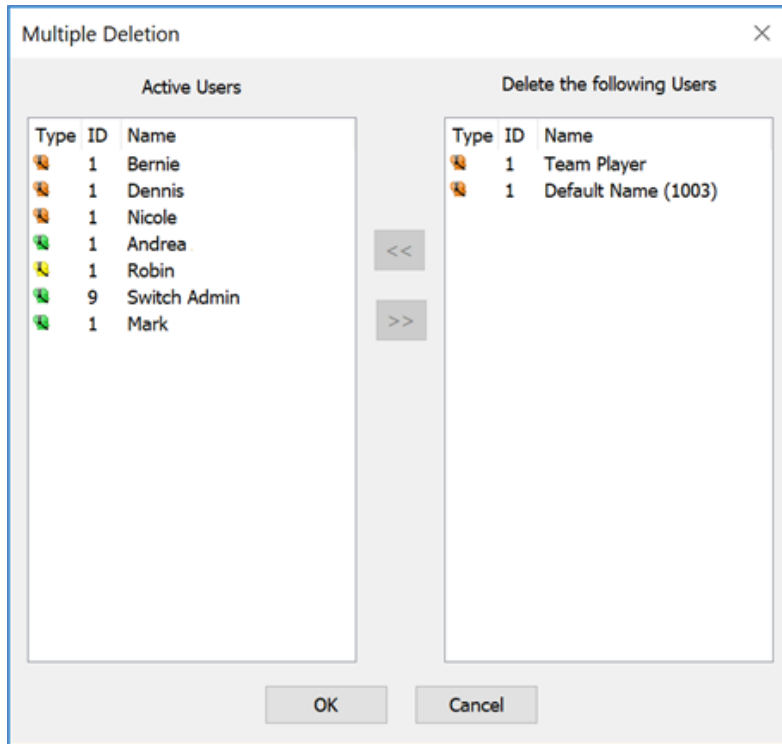 Multiple Deletion
Active Users
Type ID Name
1 Bernie
1 Dennis
1 Nicole
1 Andrea
1 Robin
9 Switch Admin
1 Mark
<<
>>
Delete the following Users
Type ID Name
1 Team Player
1 Default Name (1003)
OK
Cancel